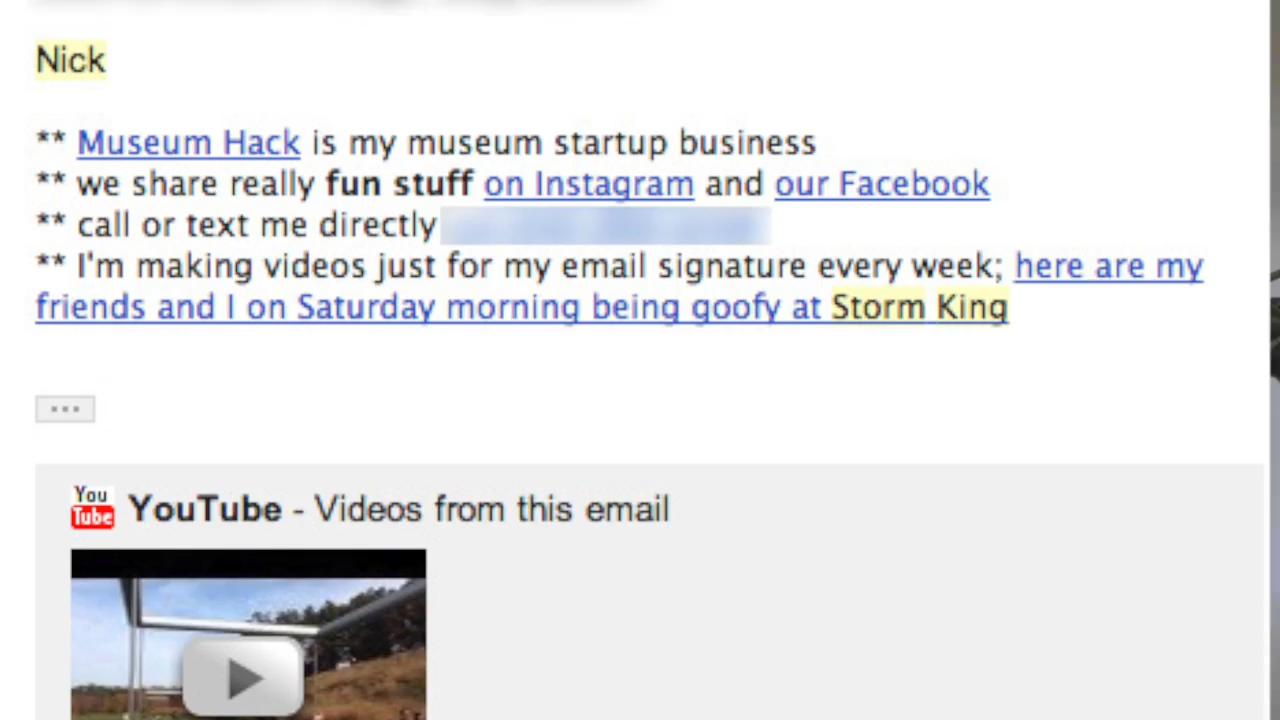 Nick
** Museum Hack is my museum startup business
** we share really fun stuff on Instagram and our Facebook
** call or text me directly
** I'm making videos just for my email signature every week; here are my
friends and I on Saturday morning being goofy at Storm King
...
You
Tube
YouTube - Videos from this email